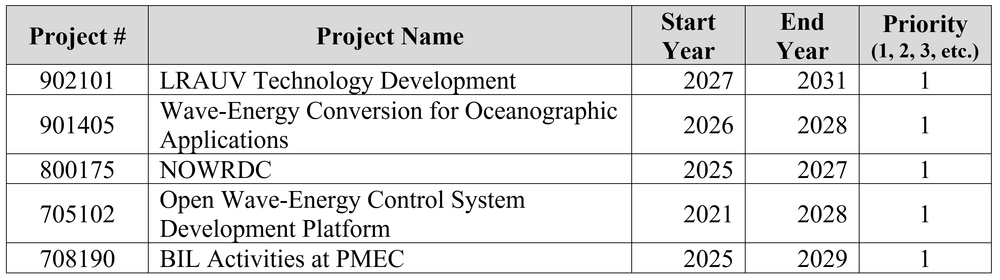 Project # Project Name Start Year End Year Priority (1, 2, 3, etc.)
902101 LRAUV Technology Development 2027 2031 1
901405 Wave-Energy Conversion for Oceanographic
Applications 2026 2028 1
800175 NOWRDC 2025 2027 1
705102 Open Wave-Energy Control System
Development Platform 2021 2028 1
708190 BIL Activities at PMEC 2025 2029 1